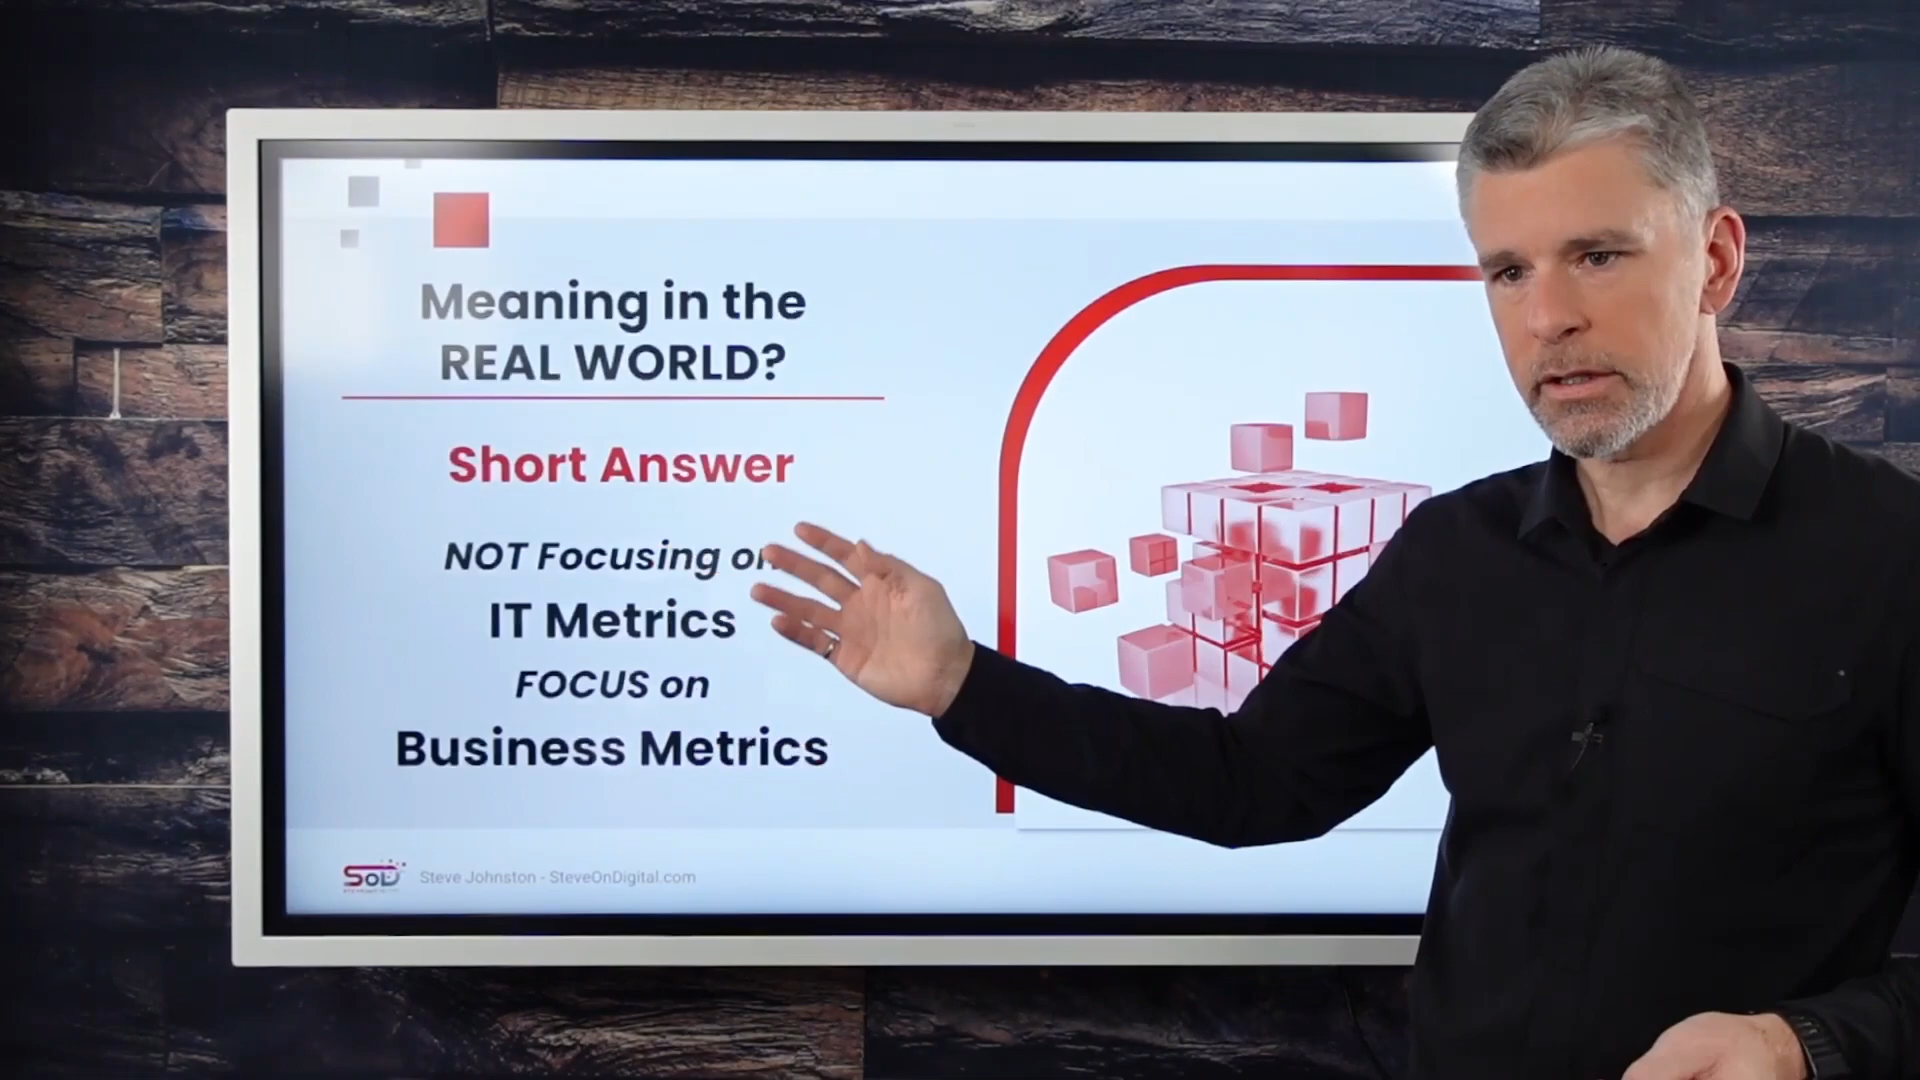 Meaning in the
REAL WORLD?
Short Answer
NOT Focusing on
IT Metrics
FOCUS on
Business Metrics
SoD
Steve Johnston - SteveOnDigital.com